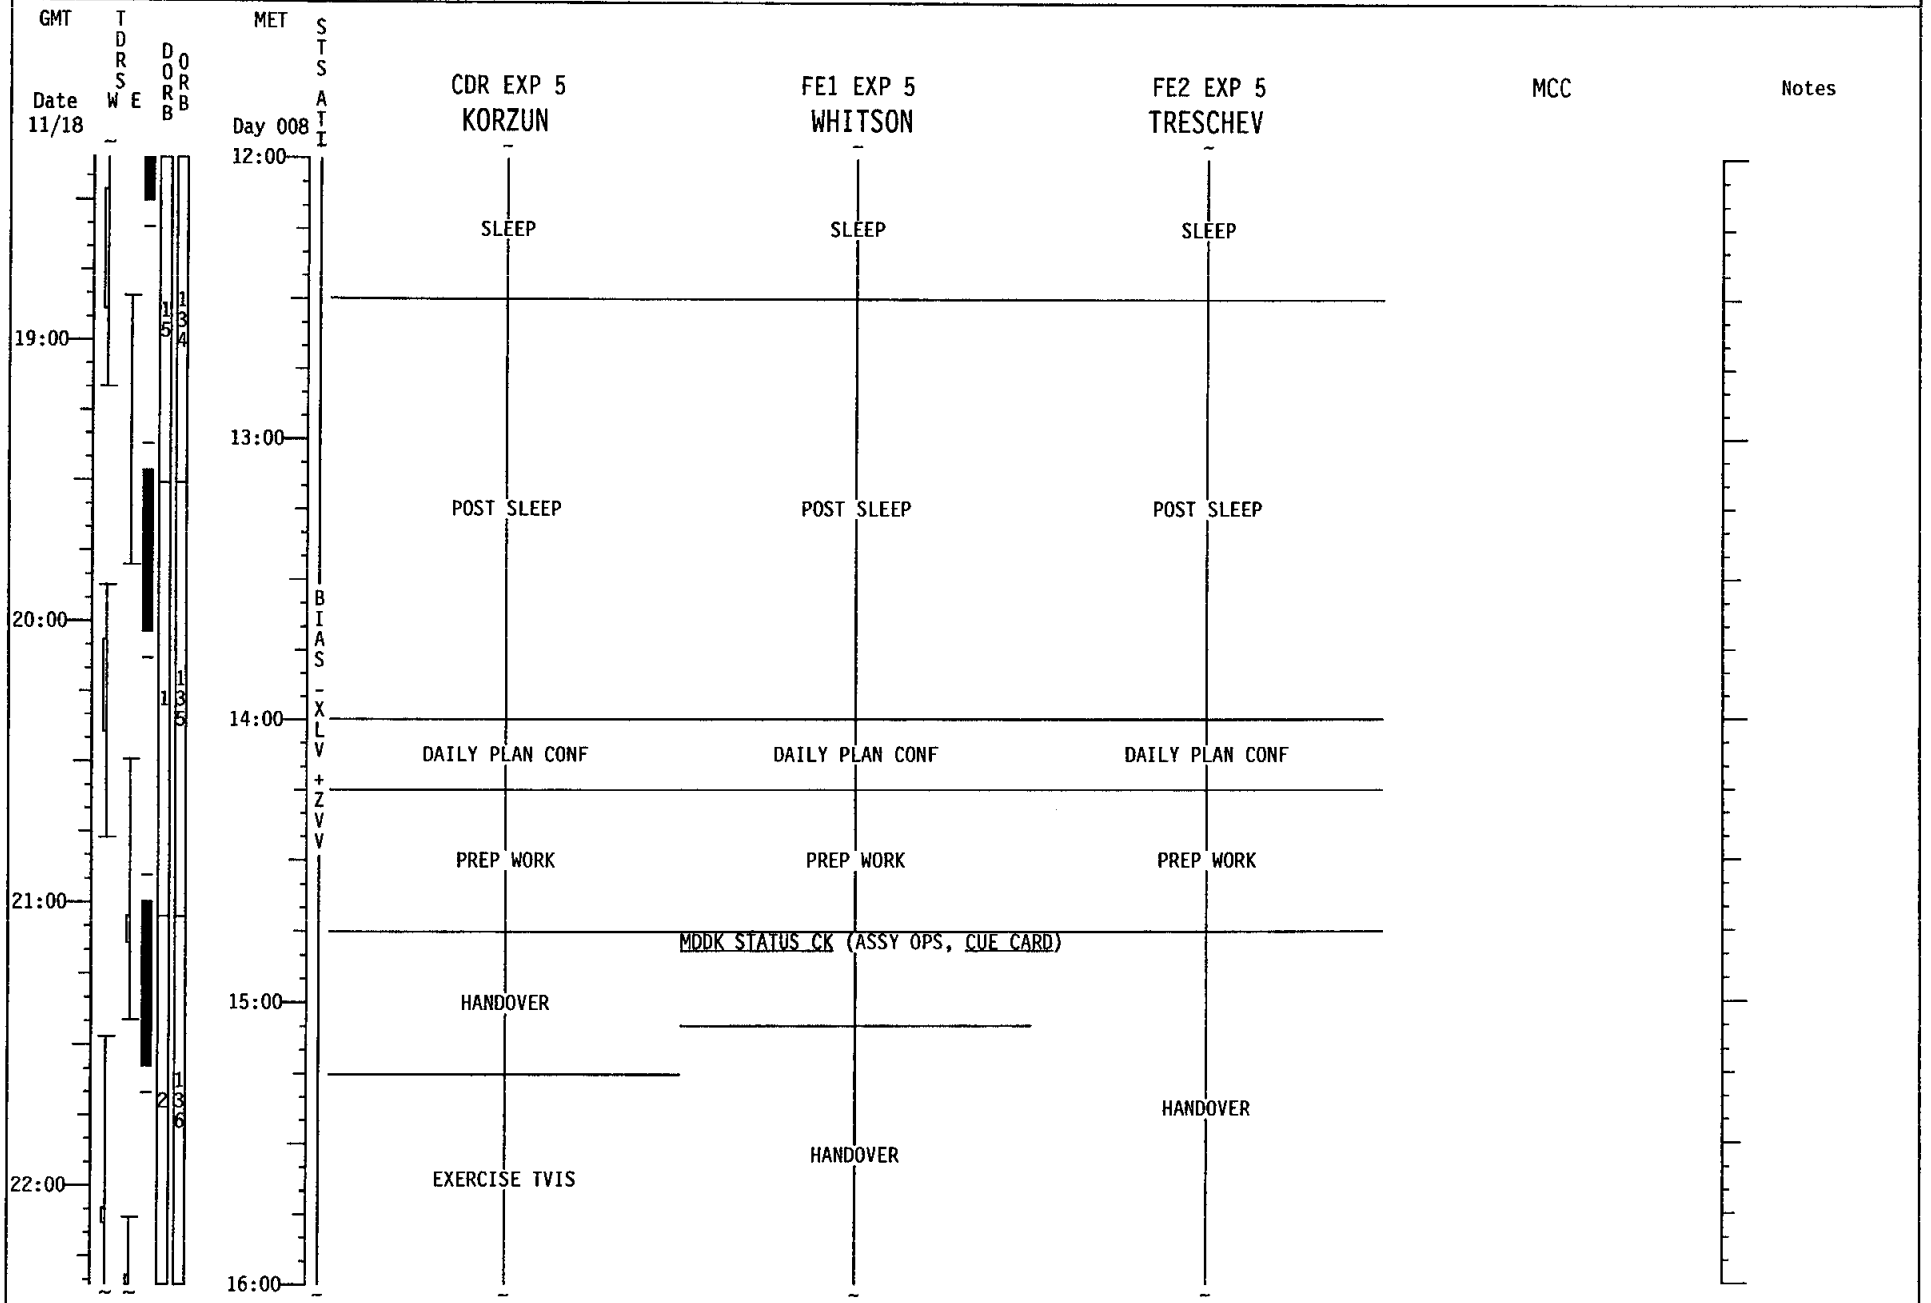 GMT
TDRS
W E
DORB
ORB
MET
STS ATT
CDR EXP 5
FE1 EXP 5
FE2 EXP 5
MCC
Notes
Date
11/18
Day 008
KORZUN
WHITSON
TRESCHEV
12:00
SLEEP
SLEEP
SLEEP
15
134
19:00
13:00
POST SLEEP
POST SLEEP
POST SLEEP
BIAS -XLV +ZVV
20:00
1
135
14:00
DAILY PLAN CONF
DAILY PLAN CONF
DAILY PLAN CONF
PREP WORK
PREP WORK
PREP WORK
21:00
MDDK STATUS CK (ASSY OPS, CUE CARD)
15:00
HANDOVER
2
136
HANDOVER
HANDOVER
EXERCISE TVIS
22:00
16:00